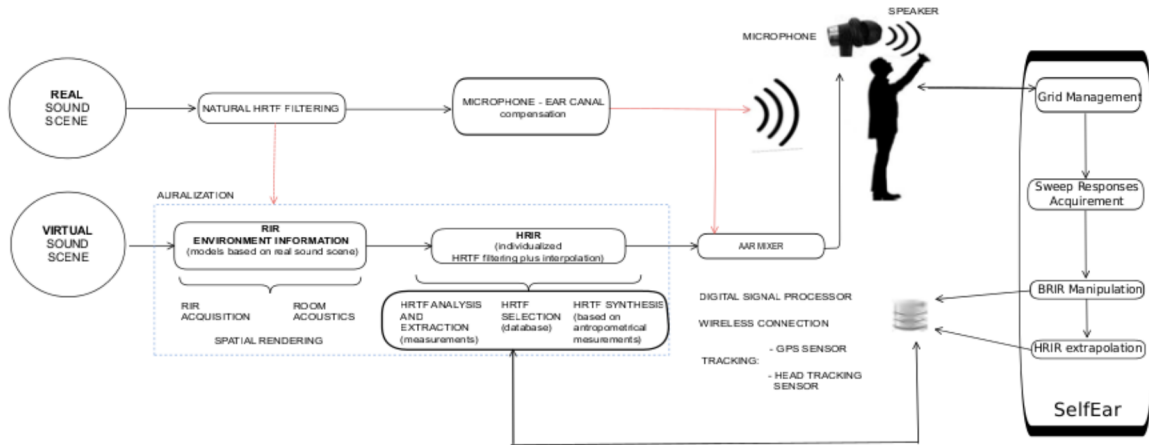 SPEAKER
MICROPHONE
REAL
SOUND
SCENE
NATURAL HRTF FILTERING
MICROPHONE - EAR CANAL
compensation
Grid Management
Sweep Responses
Acquirement
BRIR Manipulation
HRIR extrapolation
SelfEar
AURALIZATION
VIRTUAL
SOUND
SCENE
RIR
ENVIRONMENT INFORMATION
(models based on real sound scene)
HRIR
(individualized
HRTF filtering plus interpolation)
AAR MIXER
RIR
ACQUISITION
ROOM
ACOUSTICS
SPATIAL RENDERING
HRTF ANALYSIS
AND
EXTRACTION
(measurements)
HRTF
SELECTION
(database)
HRTF SYNTHESIS
(based on
antropometrical
mesurements)
DIGITAL SIGNAL PROCESSOR
WIRELESS CONNECTION
TRACKING:
- GPS SENSOR
- HEAD TRACKING
SENSOR